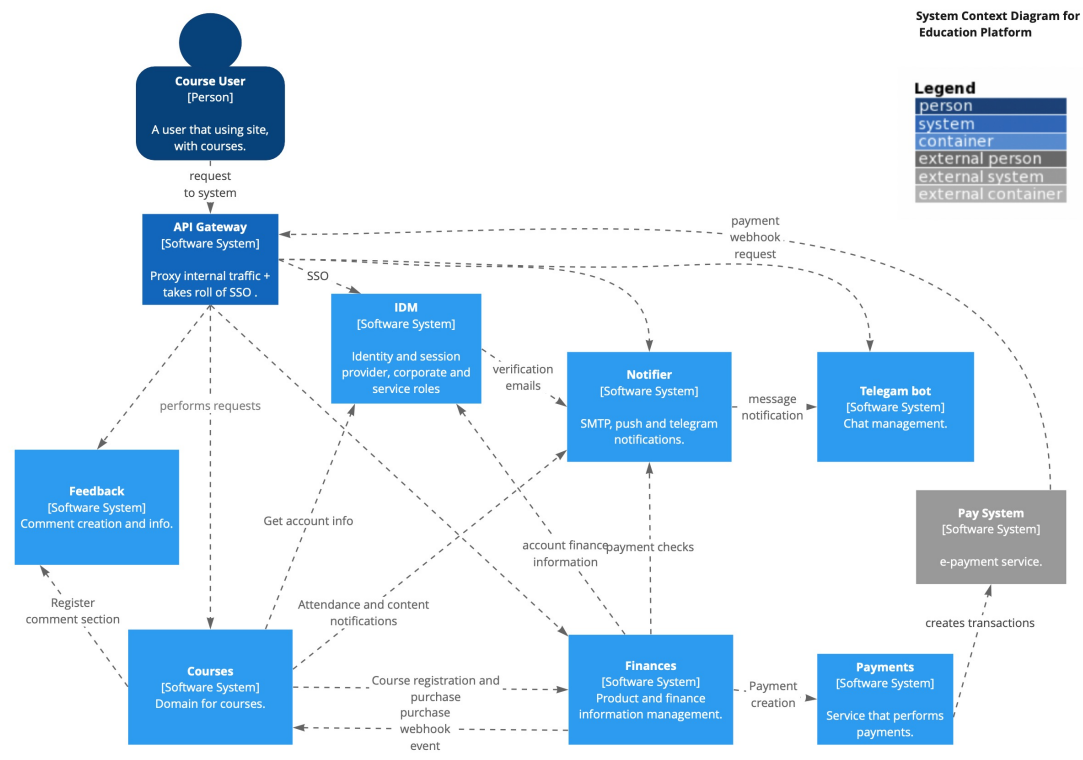 System Context Diagram for
Education Platform
Legend
person
system
container
external person
external system
external container
Course User
[Person]
A user that using site,
with courses.
request
to system
API Gateway
[Software System]
Proxy internal traffic +
takes roll of SSO .
SSO
payment
webhook
request
IDM
[Software System]
Identity and session
provider, corporate and
service roles
verification
emails
Notifier
[Software System]
SMTP, push and telegram
notifications.
message
notification
Telegam bot
[Software System]
Chat management.
performs requests
Feedback
[Software System]
Comment creation and info.
Get account info
account finance
information
payment checks
Pay System
[Software System]
e-payment service.
Register
comment section
Attendance and content
notifications
creates transactions
Courses
[Software System]
Domain for courses.
Course registration and
purchase
purchase
webhook
event
Finances
[Software System]
Product and finance
information management.
Payment
creation
Payments
[Software System]
Service that performs
payments.